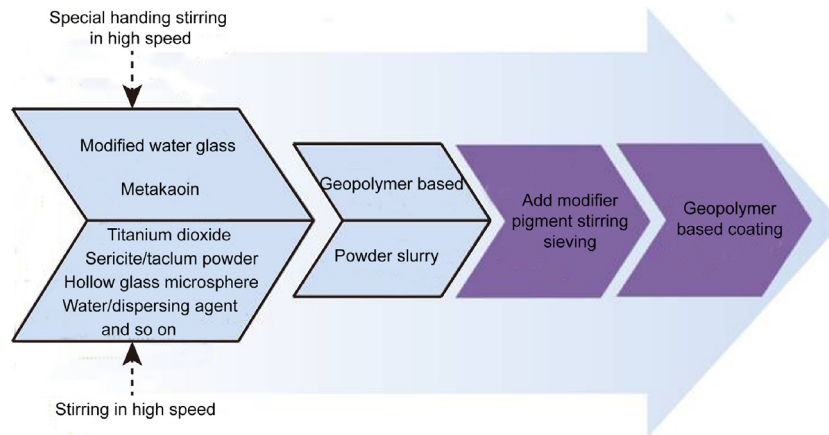 Special handing stirring
in high speed
Modified water glass
Metakaoin
Titanium dioxide
Sericite/taclum powder
Hollow glass microsphere
Water/dispersing agent
and so on
Stirring in high speed
Geopolymer based
Powder slurry
Add modifier
pigment stirring
sieving
Geopolymer
based coating